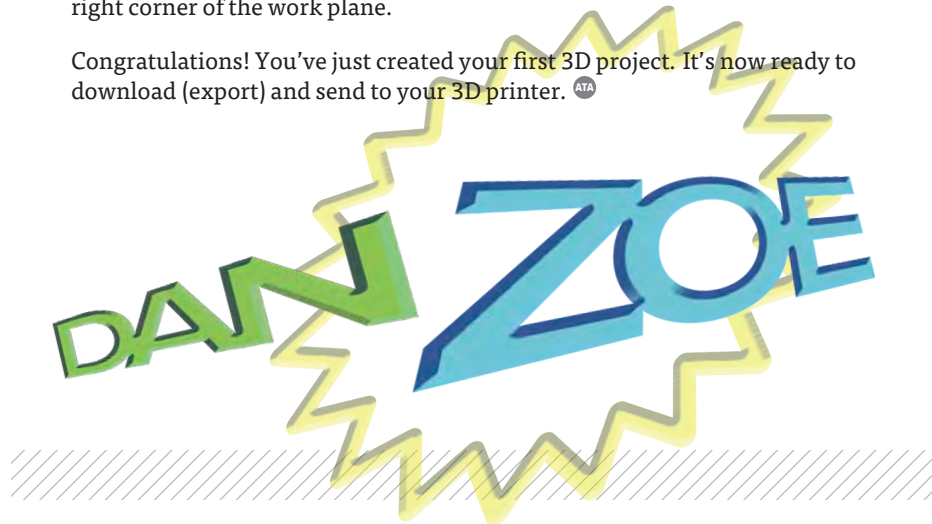 right corner of the work plane.
Congratulations! You've just created your first 3D project. It's now ready to
download (export) and send to your 3D printer. ATA
DAN ZOE